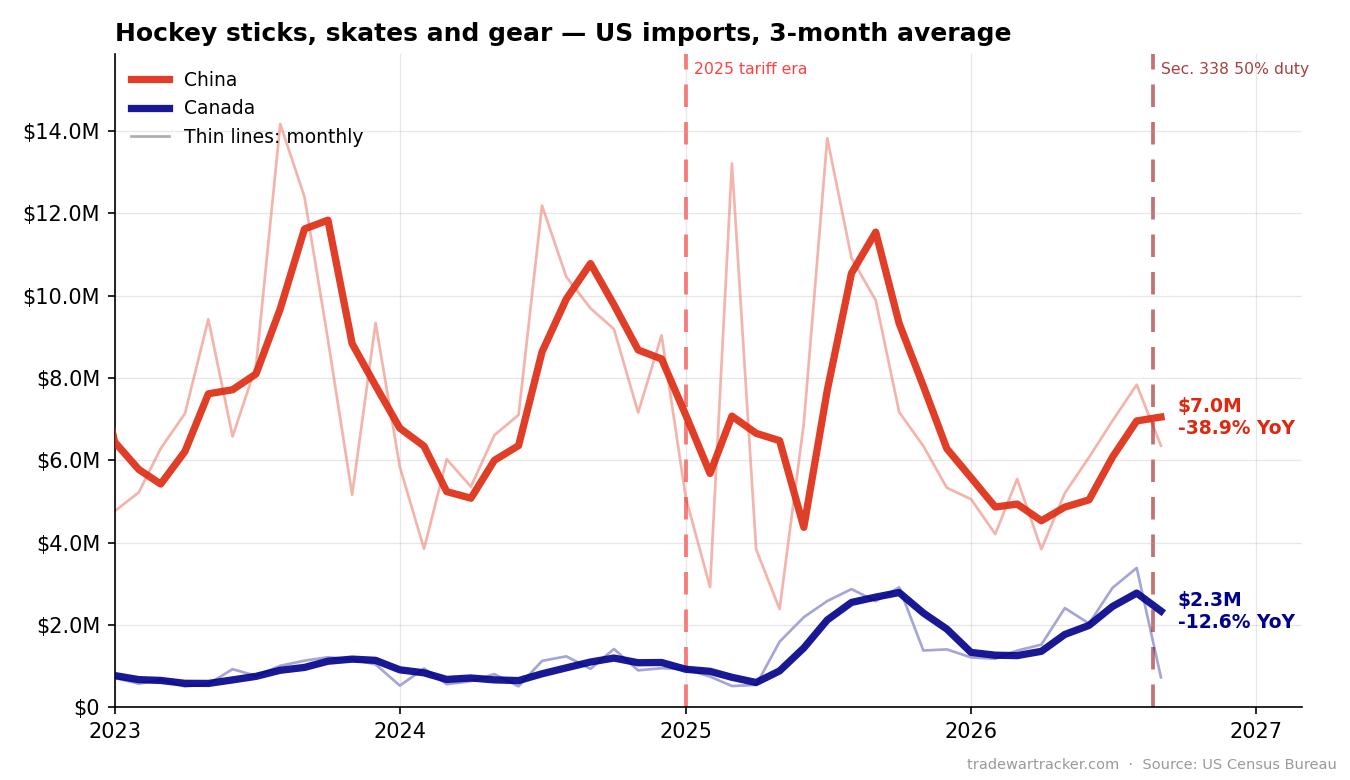 Hockey sticks, skates and gear — US imports, 3-month average
China
Canada
Thin lines: monthly
2025 tariff era
Sec. 338 50% duty
$14.0M
$12.0M
$10.0M
$8.0M
$6.0M
$4.0M
$2.0M
$0
$7.0M
-38.9% YoY
$2.3M
-12.6% YoY
2023
2024
2025
2026
2027
tradewartracker.com · Source: US Census Bureau